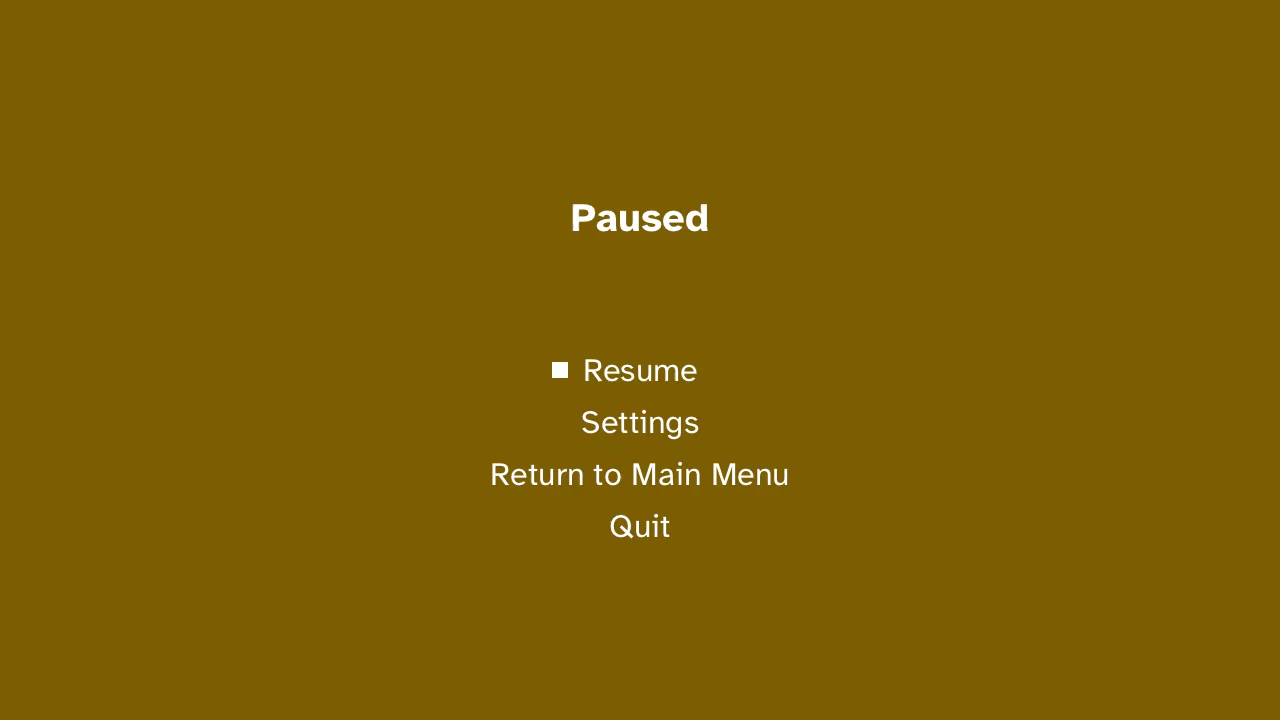 Paused
Resume
Settings
Return to Main Menu
Quit